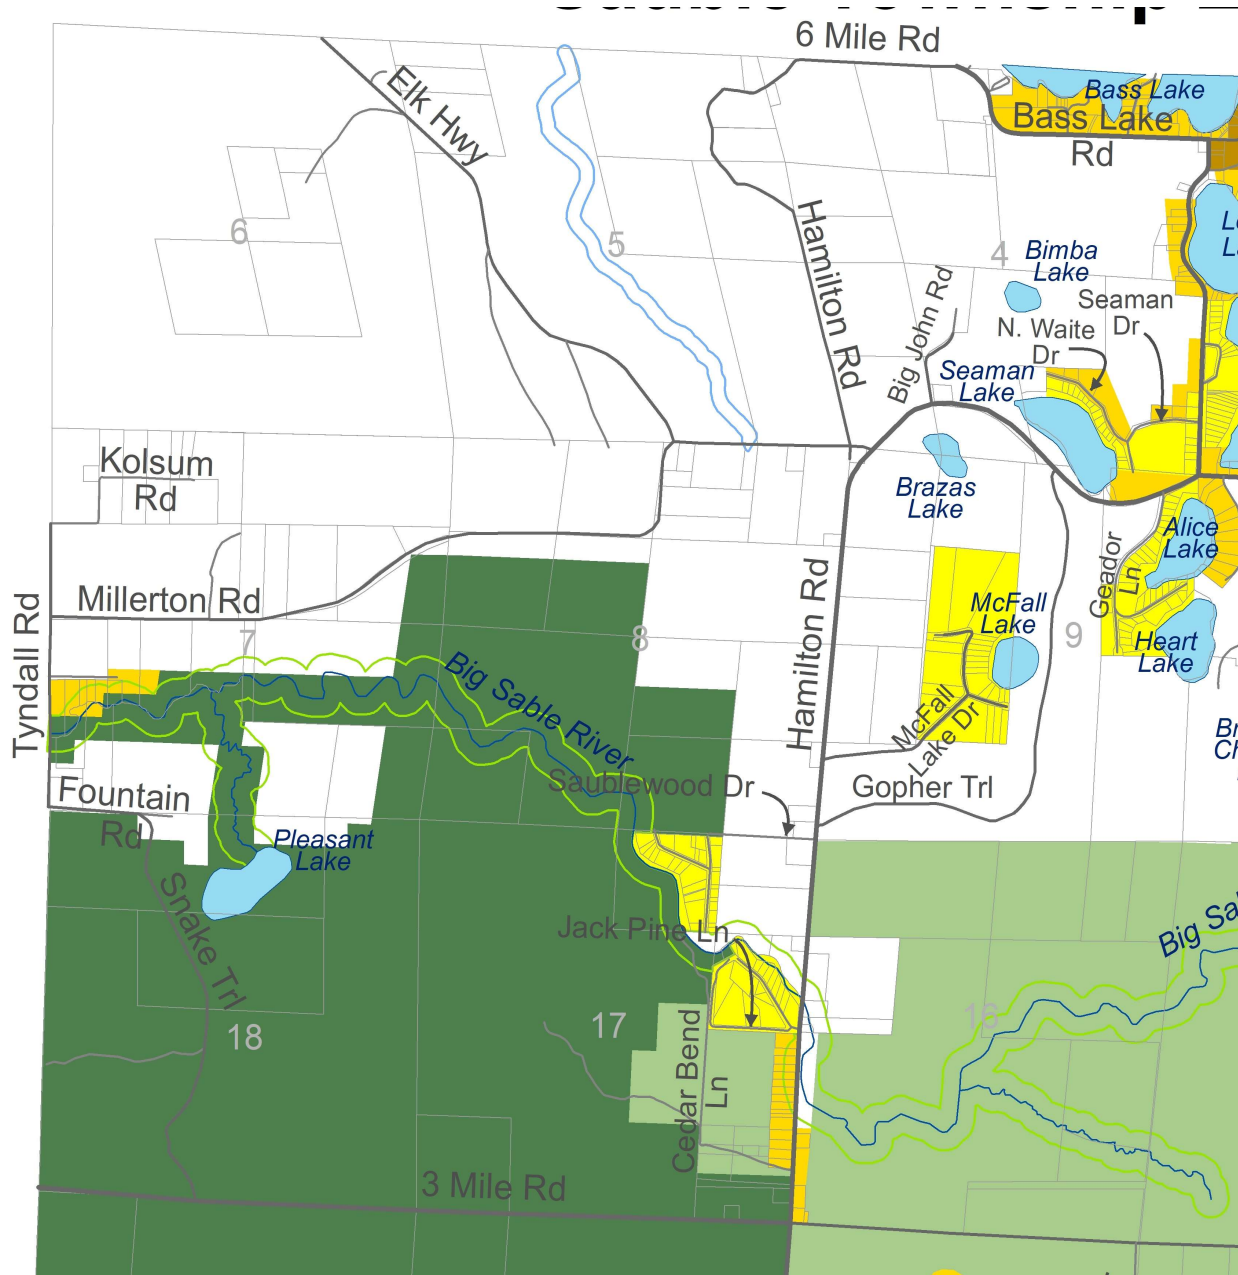 6 Mile Rd
Elk Hwy
Bass Lake
Bass Lake
Rd
6
5
4
Hamilton Rd
Bimba
Lake
Seaman
Dr
N. Waite
Dr
Big John Rd
Seaman
Lake
Kolsum
Rd
Brazas
Lake
Alice
Lake
Geador
Ln
Millerton Rd
Tyndall Rd
7
8
9
Hamilton Rd
McFall
Lake
Heart
Lake
Big Sable River
McFall
Lake Dr
Saublewood Dr
Gopher Trl
Fountain
Rd
Pleasant
Lake
Snake Trl
Jack Pine Ln
18
17
16
Cedar Bend
Ln
3 Mile Rd